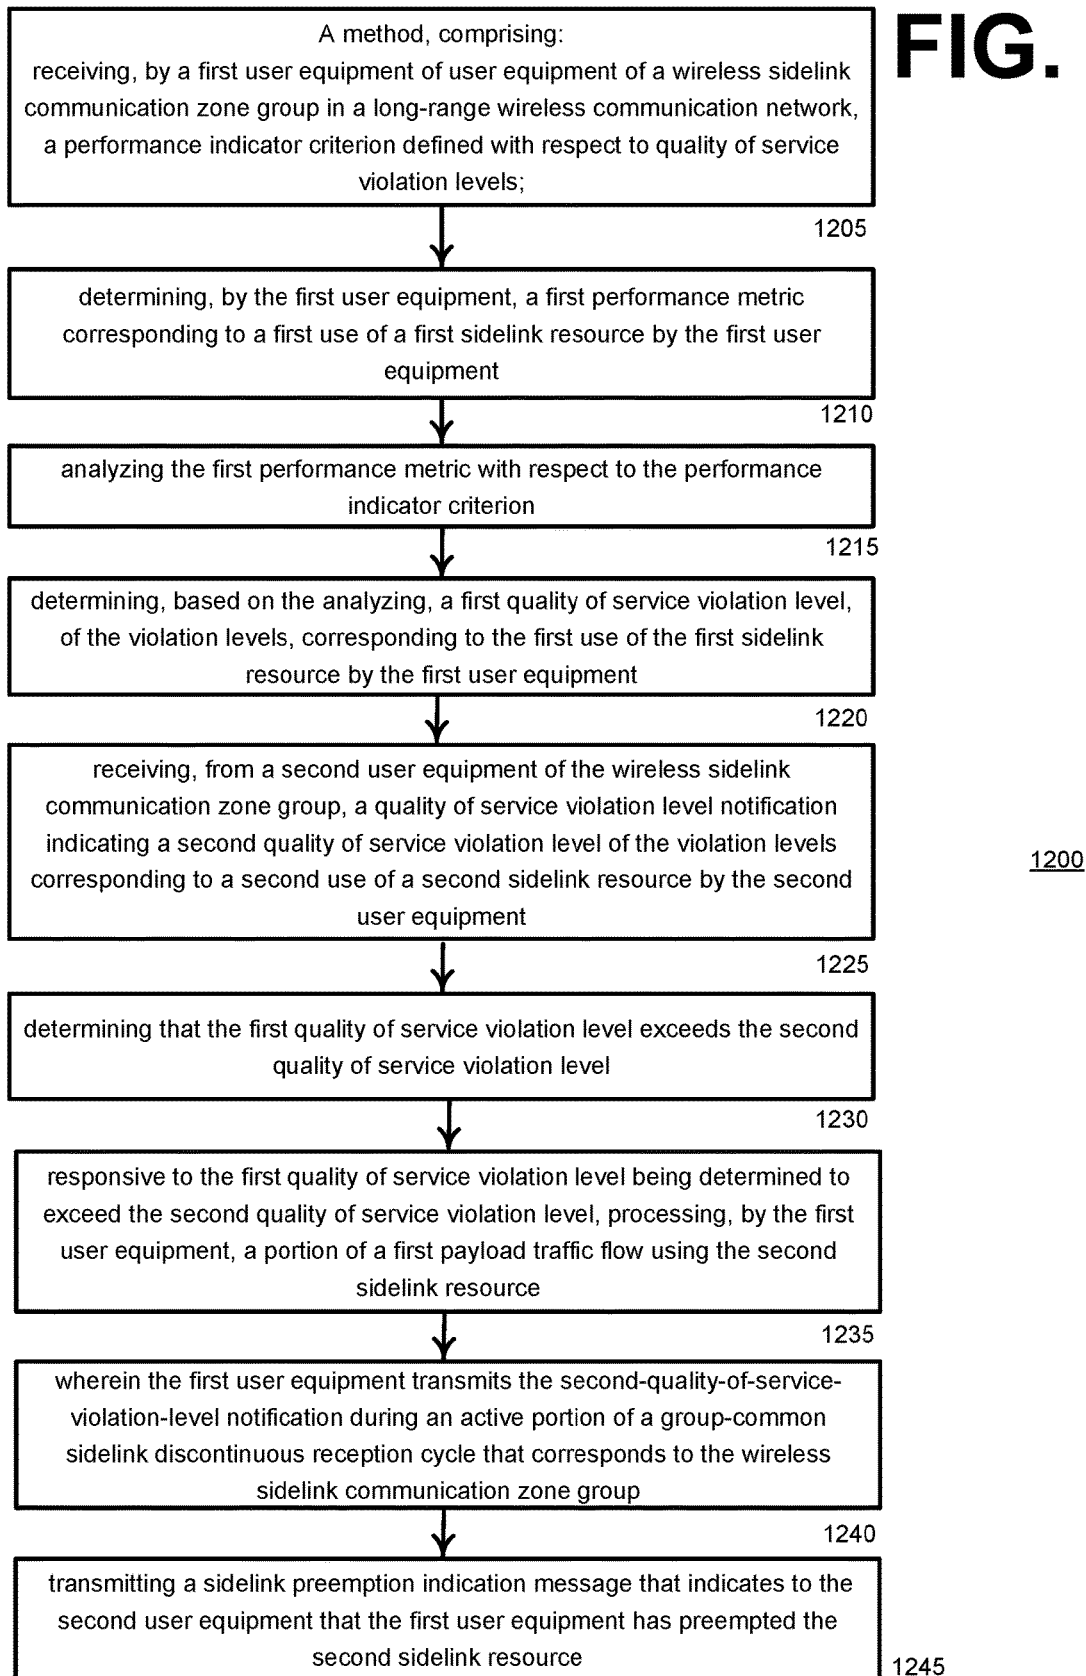 FIG.
A method, comprising:
receiving, by a first user equipment of user equipment of a wireless sidelink
communication zone group in a long-range wireless communication network,
a performance indicator criterion defined with respect to quality of service
violation levels;
1205
determining, by the first user equipment, a first performance metric
corresponding to a first use of a first sidelink resource by the first user
equipment
1210
analyzing the first performance metric with respect to the performance
indicator criterion
1215
determining, based on the analyzing, a first quality of service violation level,
of the violation levels, corresponding to the first use of the first sidelink
resource by the first user equipment
1220
receiving, from a second user equipment of the wireless sidelink
communication zone group, a quality of service violation level notification
indicating a second quality of service violation level of the violation levels
corresponding to a second use of a second sidelink resource by the second
user equipment
1200
1225
determining that the first quality of service violation level exceeds the second
quality of service violation level
1230
responsive to the first quality of service violation level being determined to
exceed the second quality of service violation level, processing, by the first
user equipment, a portion of a first payload traffic flow using the second
sidelink resource
1235
wherein the first user equipment transmits the second-quality-of-service-
violation-level notification during an active portion of a group-common
sidelink discontinuous reception cycle that corresponds to the wireless
sidelink communication zone group
1240
transmitting a sidelink preemption indication message that indicates to the
second user equipment that the first user equipment has preempted the
second sidelink resource
1245